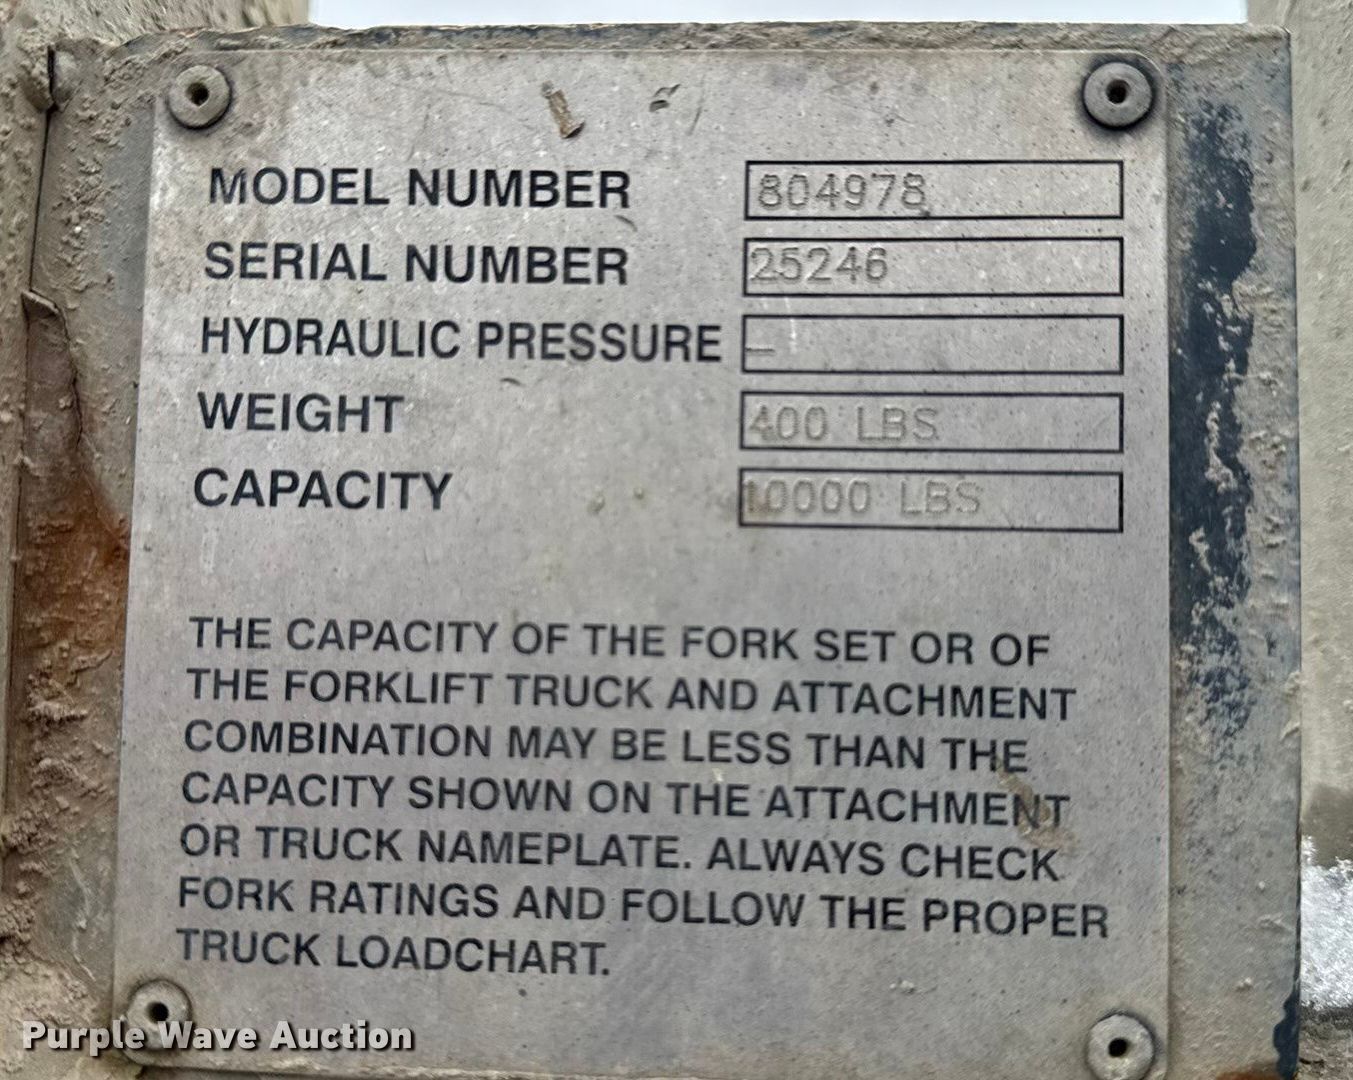 MODEL NUMBER 804978
SERIAL NUMBER 25246
HYDRAULIC PRESSURE –
WEIGHT 400 LBS
CAPACITY 10000 LBS
THE CAPACITY OF THE FORK SET OR OF
THE FORKLIFT TRUCK AND ATTACHMENT
COMBINATION MAY BE LESS THAN THE
CAPACITY SHOWN ON THE ATTACHMENT
OR TRUCK NAMEPLATE. ALWAYS CHECK
FORK RATINGS AND FOLLOW THE PROPER
TRUCK LOADCHART.
Purple Wave Auction